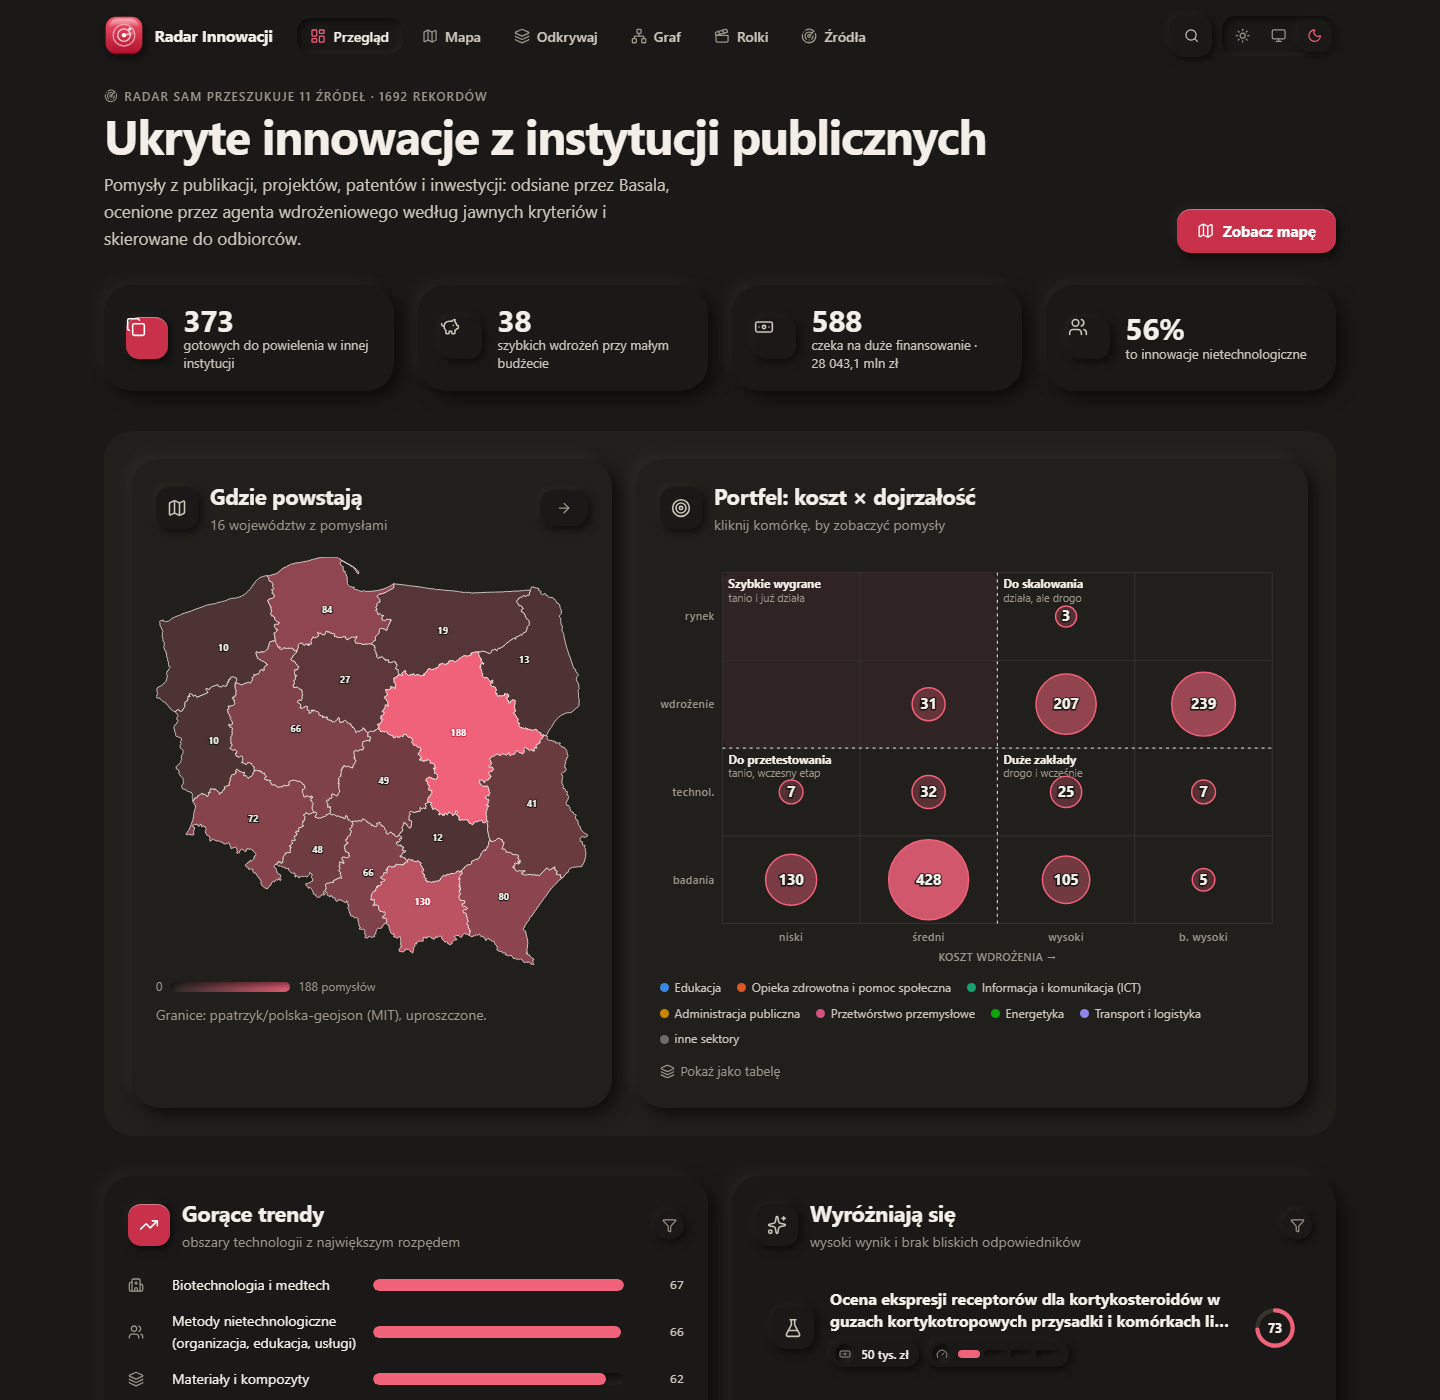 Radar Innowacji
Przegląd
Mapa
Odkrywaj
Graf
Rolki
Źródła
RADAR SAM PRZESZUKUJE 11 ŹRÓDEŁ · 1692 REKORDÓW
Ukryte innowacje z instytucji publicznych
Pomysły z publikacji, projektów, patentów i inwestycji: odsiane przez Basala,
ocenione przez agenta wdrożeniowego według jawnych kryteriów i
skierowane do odbiorców.
Zobacz mapę
373
gotowych do powielenia w innej
instytucji
38
szybkich wdrożeń przy małym
budżecie
588
czeka na duże finansowanie ·
28 043,1 mln zł
56%
to innowacje nietechnologiczne
Gdzie powstają
16 województw z pomysłami
84
10
19
13
27
66
188
10
49
41
72
12
48
66
130
80
0
188 pomysłów
Granice: ppatrzyk/polska-geojson (MIT), uproszczone.
Portfel: koszt × dojrzałość
kliknij komórkę, by zobaczyć pomysły
Szybkie wygrane
tanio i już działa
Do skalowania
działa, ale drogo
rynek
3
wdrożenie
31
207
239
Do przetestowania
tanio, wczesny etap
Duże zakłady
drogo i wcześnie
technol.
7
32
25
7
badania
130
428
105
5
niski
średni
wysoki
b. wysoki
KOSZT WDROŻENIA →
Edukacja
Opieka zdrowotna i pomoc społeczna
Informacja i komunikacja (ICT)
Administracja publiczna
Przetwórstwo przemysłowe
Energetyka
Transport i logistyka
inne sektory
Pokaż jako tabelę
Gorące trendy
obszary technologii z największym rozpędem
Biotechnologia i medtech
67
Metody nietechnologiczne
(organizacja, edukacja, usługi)
66
Materiały i kompozyty
62
Wyróżniają się
wysoki wynik i brak bliskich odpowiedników
Ocena ekspresji receptorów dla kortykosteroidów w
guzach kortykotropowych przysadki i komórkach li...
73
50 tys. zł